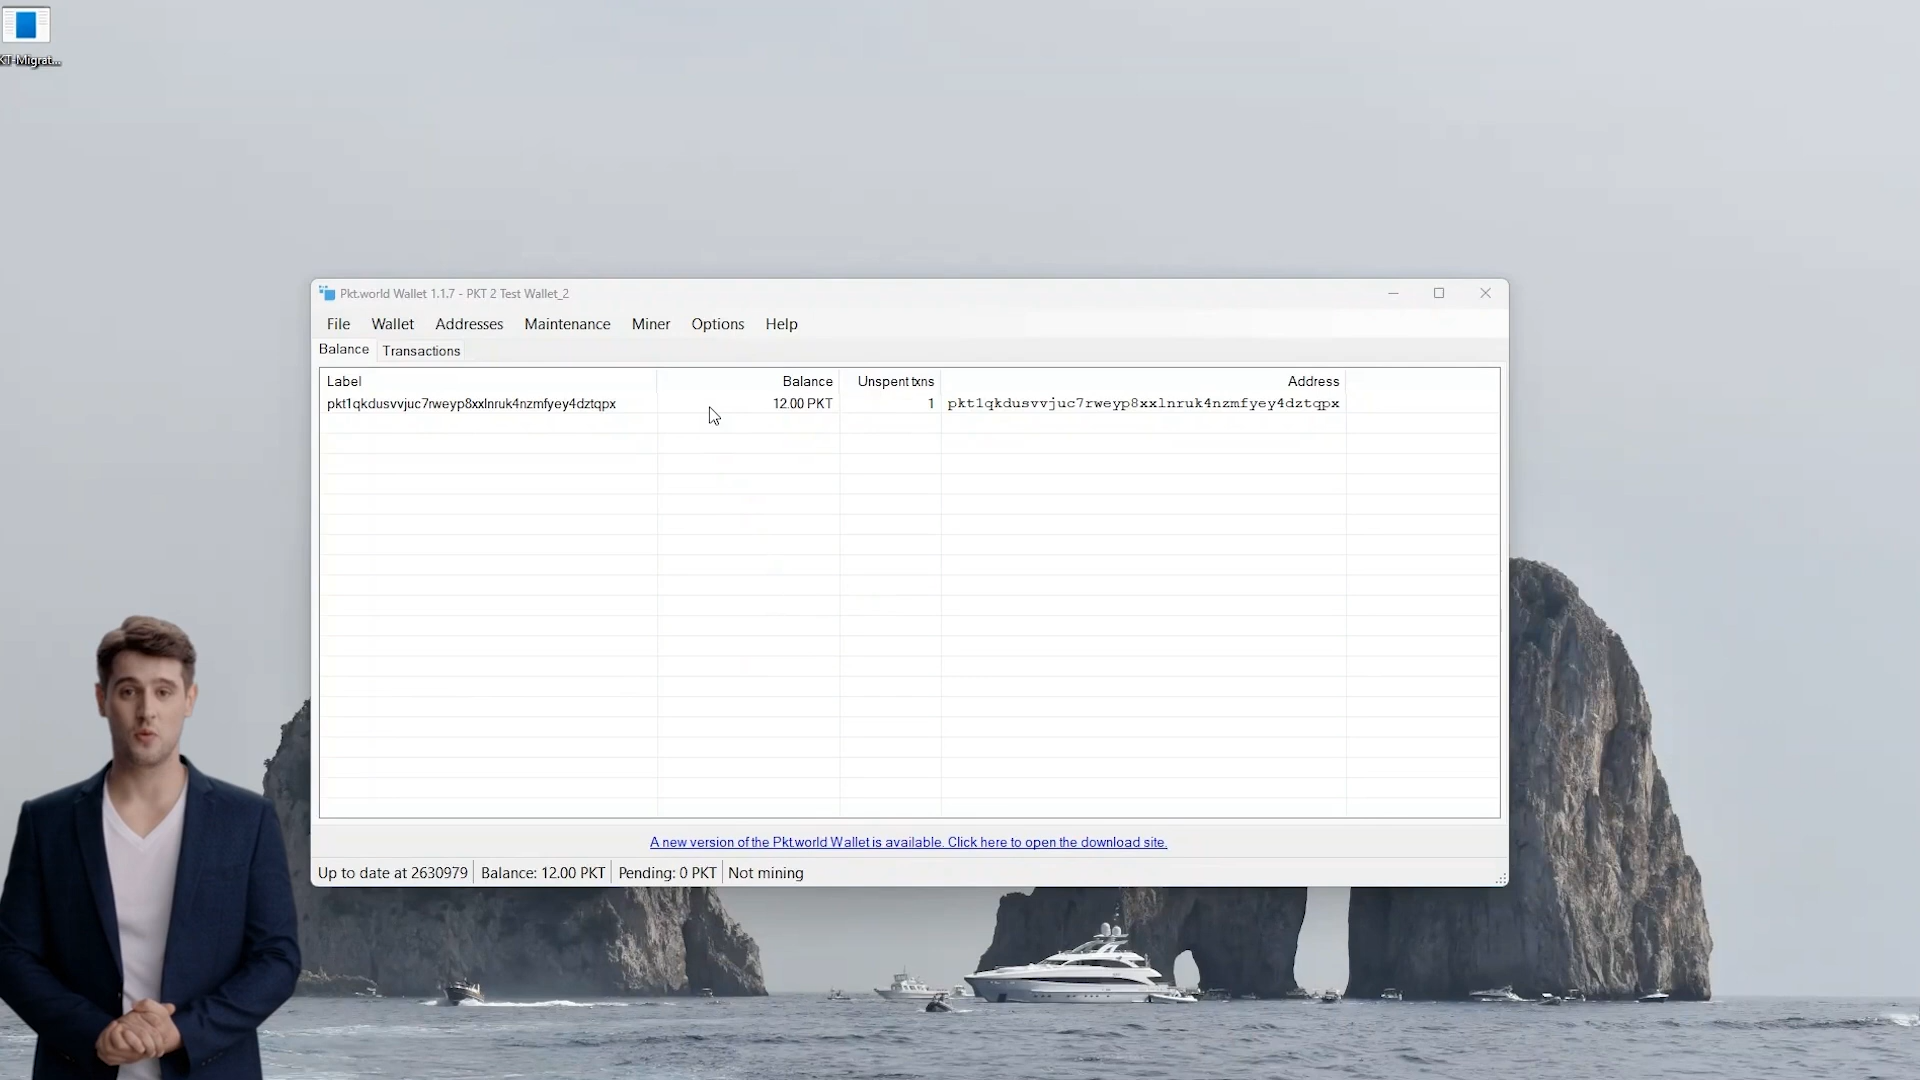 KT-Migrat...
Pkt.world Wallet 1.1.7 - PKT 2 Test Wallet_2
File Wallet Addresses Maintenance Miner Options Help
Balance Transactions
Label Balance Unspent txns Address
pkt1qkdusvvjuc7rweyp8xxlnruk4nzmfyey4dztqpx 12.00 PKT 1 pkt1qkdusvvjuc7rweyp8xxlnruk4nzmfyey4dztqpx
A new version of the Pkt.world Wallet is available. Click here to open the download site.
Up to date at 2630979 Balance: 12.00 PKT Pending: 0 PKT Not mining